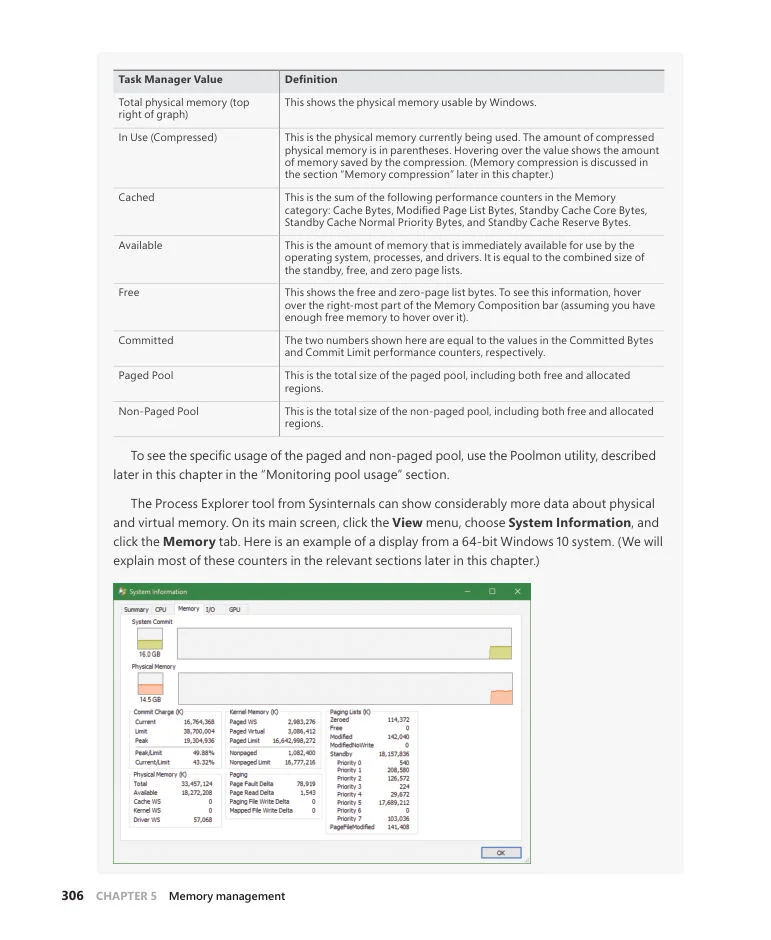 Task Manager Value Definition
Total physical memory (top This shows the physical memory usable by Windows.
right of graph)
In Use (Compressed) This is the physical memory currently being used. The amount of compressed
physical memory is in parentheses. Hovering over the value shows the amount
of memory saved by the compression. (Memory compression is discussed in
the section “Memory compression” later in this chapter.)
Cached This is the sum of the following performance counters in the Memory
category: Cache Bytes, Modified Page List Bytes, Standby Cache Core Bytes,
Standby Cache Normal Priority Bytes, and Standby Cache Reserve Bytes.
Available This is the amount of memory that is immediately available for use by the
operating system, processes, and drivers. It is equal to the combined size of
the standby, free, and zero page lists.
Free This shows the free and zero-page list bytes. To see this information, hover
over the right-most part of the Memory Composition bar (assuming you have
enough free memory to hover over it).
Committed The two numbers shown here are equal to the values in the Committed Bytes
and Commit Limit performance counters, respectively.
Paged Pool This is the total size of the paged pool, including both free and allocated
regions.
Non-Paged Pool This is the total size of the non-paged pool, including both free and allocated
regions.
To see the specific usage of the paged and non-paged pool, use the Poolmon utility, described
later in this chapter in the “Monitoring pool usage” section.
The Process Explorer tool from Sysinternals can show considerably more data about physical
and virtual memory. On its main screen, click the View menu, choose System Information, and
click the Memory tab. Here is an example of a display from a 64-bit Windows 10 system. (We will
explain most of these counters in the relevant sections later in this chapter.)
System Information
Summary CPU Memory I/O GPU
System Commit
16.0 GB
Physical Memory
14.5 GB
Commit Charge (K)
Current 16,764,368
Limit 38,700,004
Peak 19,304,936
Peak/Limit 49.88%
Current/Limit 43.32%
Physical Memory (K)
Total 33,457,124
Available 18,272,208
Cache WS 0
Kernel WS 0
Driver WS 57,068
Kernel Memory (K)
Paged WS 2,983,276
Paged Virtual 3,086,412
Paged Limit 16,642,998,272
Nonpaged 1,082,400
Nonpaged Limit 16,777,216
Paging
Page Fault Delta 78,919
Page Read Delta 1,543
Paging File Write Delta 0
Mapped File Write Delta 0
Paging Lists (K)
Zeroed 114,372
Free 0
Modified 142,040
ModifiedNoWrite 0
Standby 18,157,836
Priority 0 540
Priority 1 208,580
Priority 2 126,572
Priority 3 224
Priority 4 29,672
Priority 5 17,689,212
Priority 6 0
Priority 7 103,036
PageFileModified 141,408
OK
306 CHAPTER 5 Memory management